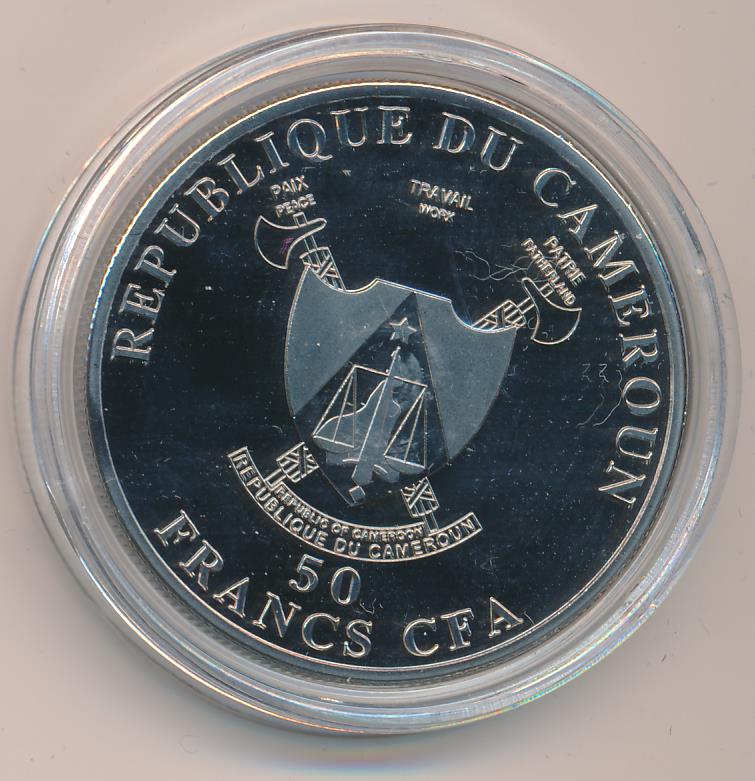 REPUBLIQUE DU CAMEROUN
PAIX
PEACE
TRAVAIL
WORK
PATRIE
FATHERLAND
REPUBLIC OF CAMEROON
REPUBLIQUE DU CAMEROUN
50
FRANCS CFA